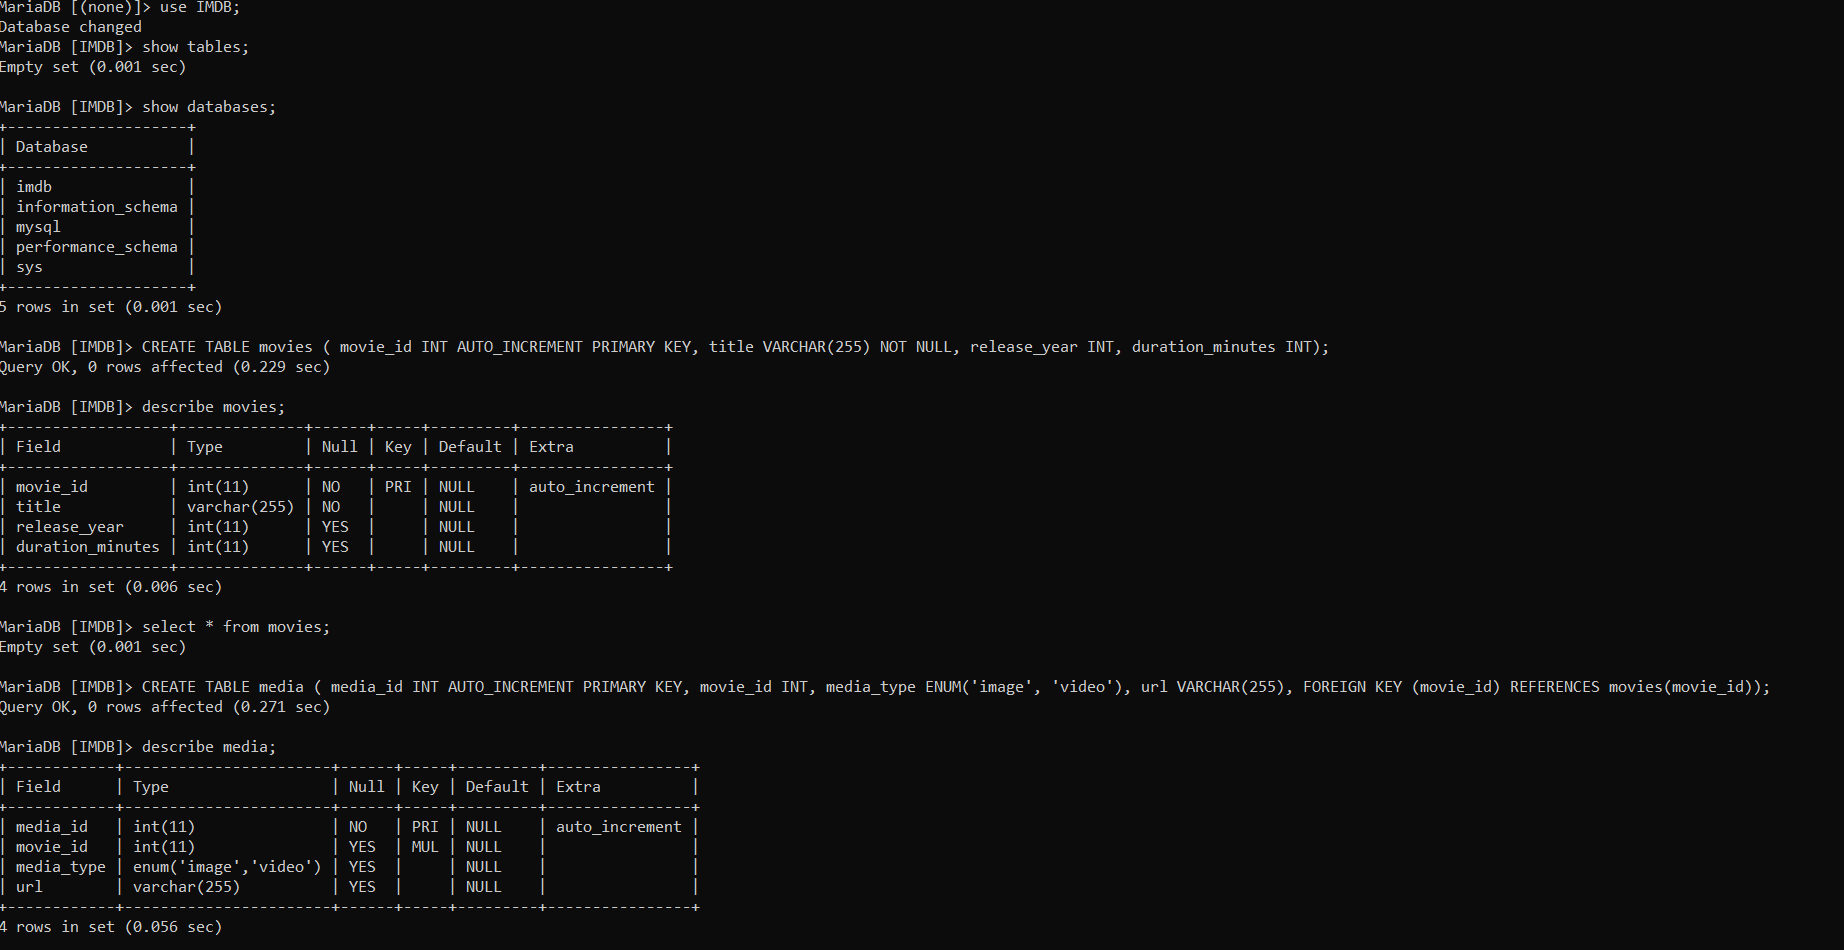 MariaDB [(none)]> use IMDB;
Database changed
MariaDB [IMDB]> show tables;
Empty set (0.001 sec)

MariaDB [IMDB]> show databases;
+--------------------+
| Database           |
+--------------------+
| imdb               |
| information_schema |
| mysql              |
| performance_schema |
| sys                |
+--------------------+
5 rows in set (0.001 sec)

MariaDB [IMDB]> CREATE TABLE movies ( movie_id INT AUTO_INCREMENT PRIMARY KEY, title VARCHAR(255) NOT NULL, release_year INT, duration_minutes INT);
Query OK, 0 rows affected (0.229 sec)

MariaDB [IMDB]> describe movies;
+------------------+--------------+------+-----+---------+----------------+
| Field            | Type         | Null | Key | Default | Extra          |
+------------------+--------------+------+-----+---------+----------------+
| movie_id         | int(11)      | NO   | PRI | NULL    | auto_increment |
| title            | varchar(255) | NO   |     | NULL    |                |
| release_year     | int(11)      | YES  |     | NULL    |                |
| duration_minutes | int(11)      | YES  |     | NULL    |                |
+------------------+--------------+------+-----+---------+----------------+
4 rows in set (0.006 sec)

MariaDB [IMDB]> select * from movies;
Empty set (0.001 sec)

MariaDB [IMDB]> CREATE TABLE media ( media_id INT AUTO_INCREMENT PRIMARY KEY, movie_id INT, media_type ENUM('image', 'video'), url VARCHAR(255), FOREIGN KEY (movie_id) REFERENCES movies(movie_id));
Query OK, 0 rows affected (0.271 sec)

MariaDB [IMDB]> describe media;
+------------+-----------------------+------+-----+---------+----------------+
| Field      | Type                  | Null | Key | Default | Extra          |
+------------+-----------------------+------+-----+---------+----------------+
| media_id   | int(11)               | NO   | PRI | NULL    | auto_increment |
| movie_id   | int(11)               | YES  | MUL | NULL    |                |
| media_type | enum('image','video') | YES  |     | NULL    |                |
| url        | varchar(255)          | YES  |     | NULL    |                |
+------------+-----------------------+------+-----+---------+----------------+
4 rows in set (0.056 sec)